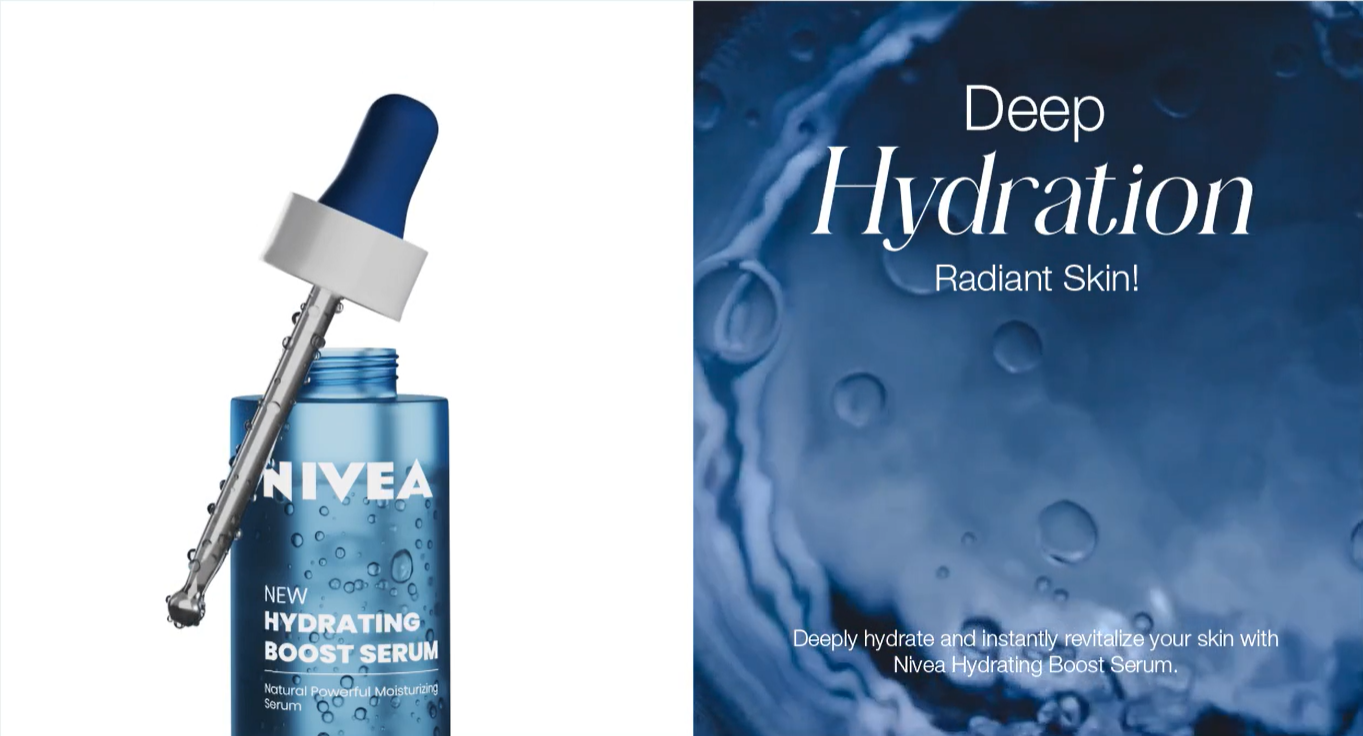 NIVEA
NEW
HYDRATING
BOOST SERUM
Natural Powerful Moisturizing
Serum
Deep
Hydration
Radiant Skin!
Deeply hydrate and instantly revitalize your skin with
Nivea Hydrating Boost Serum.